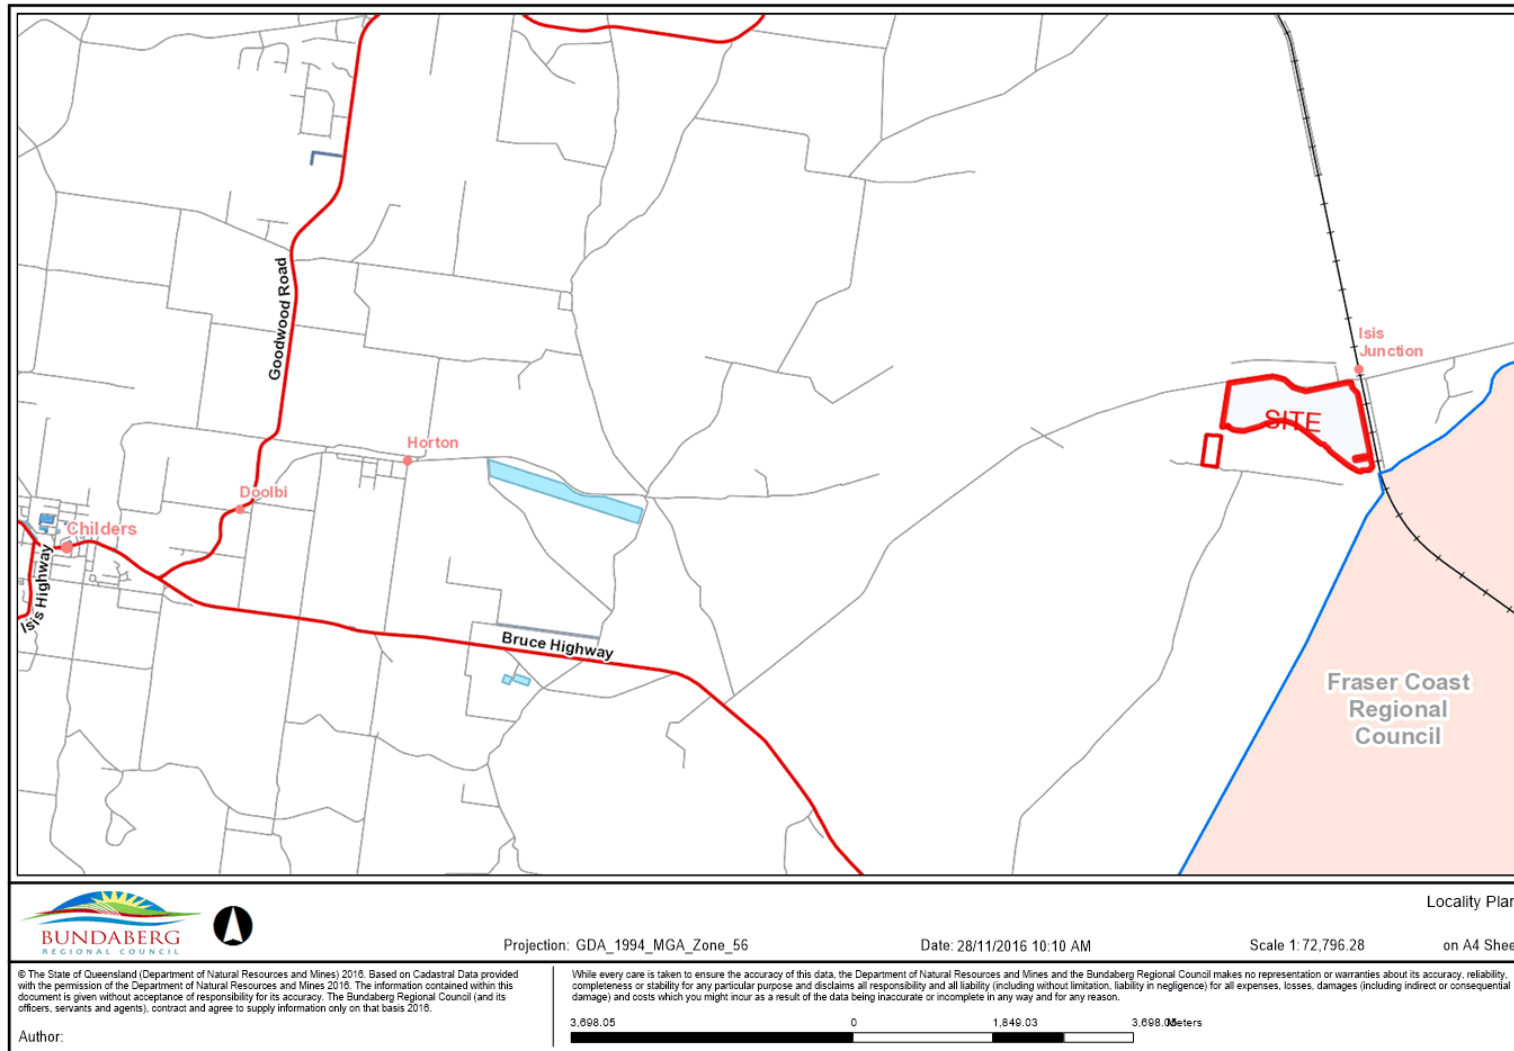 Goodwood Road
Isis
Junction
SITE
Horton
Doolbi
Childers
Isis Highway
Bruce Highway
Fraser Coast
Regional
Council
Locality Plan
BUNDABERG
REGIONAL COUNCIL
Projection: GDA_1994_MGA_Zone_56
Date: 28/11/2016 10:10 AM
Scale 1:72,796.28
on A4 Shee
© The State of Queensland (Department of Natural Resources and Mines) 2016. Based on Cadastral Data provided
with the permission of the Department of Natural Resources and Mines 2016. The information contained within this
document is given without acceptance of responsibility for its accuracy. The Bundaberg Regional Council (and its
officers, servants and agents), contract and agree to supply information only on that basis 2016.
Author:
While every care is taken to ensure the accuracy of this data, the Department of Natural Resources and Mines and the Bundaberg Regional Council makes no representation or warranties about its accuracy, reliability,
completeness or stability for any particular purpose and disclaims all responsibility and all liability (including without limitation, liability in negligence) for all expenses, losses, damages (including indirect or consequential
damage) and costs which you might incur as a result of the data being inaccurate or incomplete in any way and for any reason.
3,698.05
0
1,849.03
3,698.05 Meters